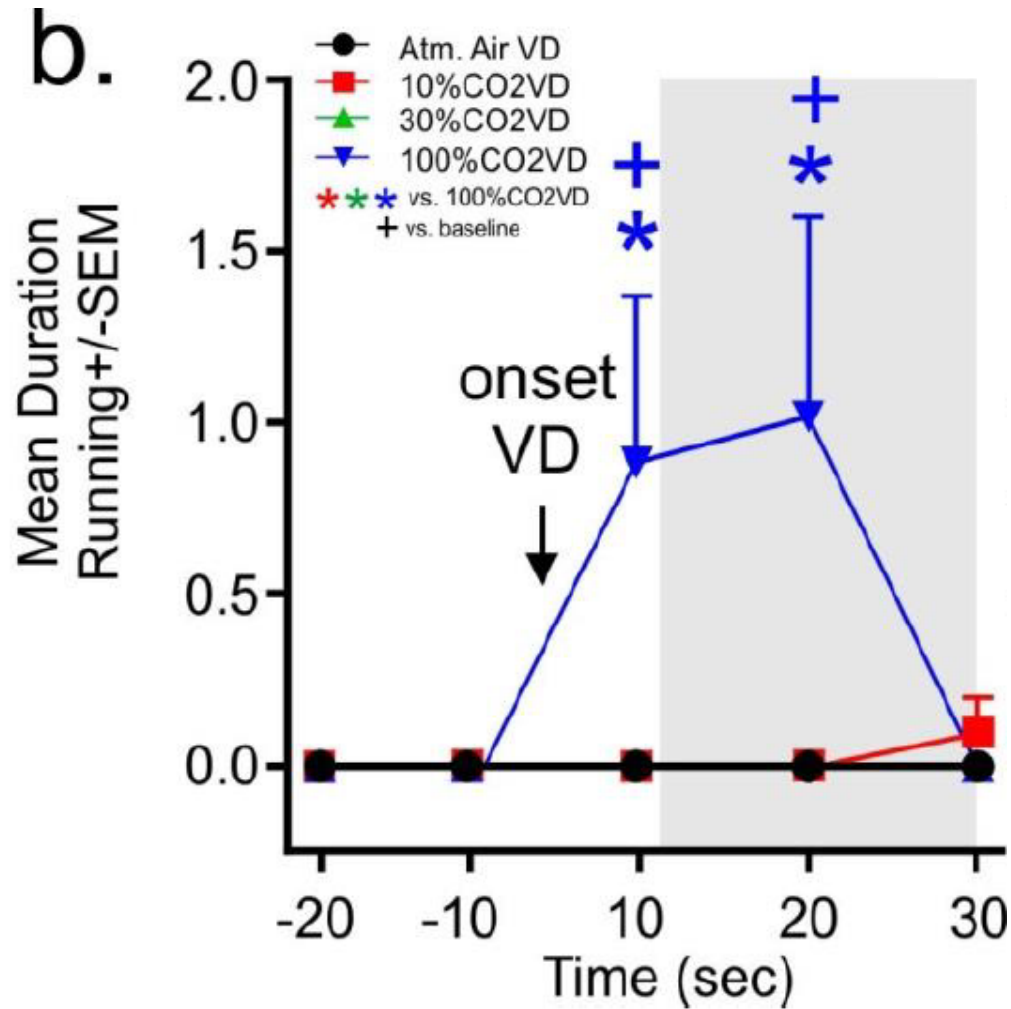 b.
Atm. Air VD
10%CO2VD
30%CO2VD
100%CO2VD
* * * vs. 100%CO2VD
+ vs. baseline
2.0
1.5
1.0
0.5
0.0
Mean Duration
Running+/-SEM
+
*
+
*
onset
VD
-20 -10 10 20 30
Time (sec)